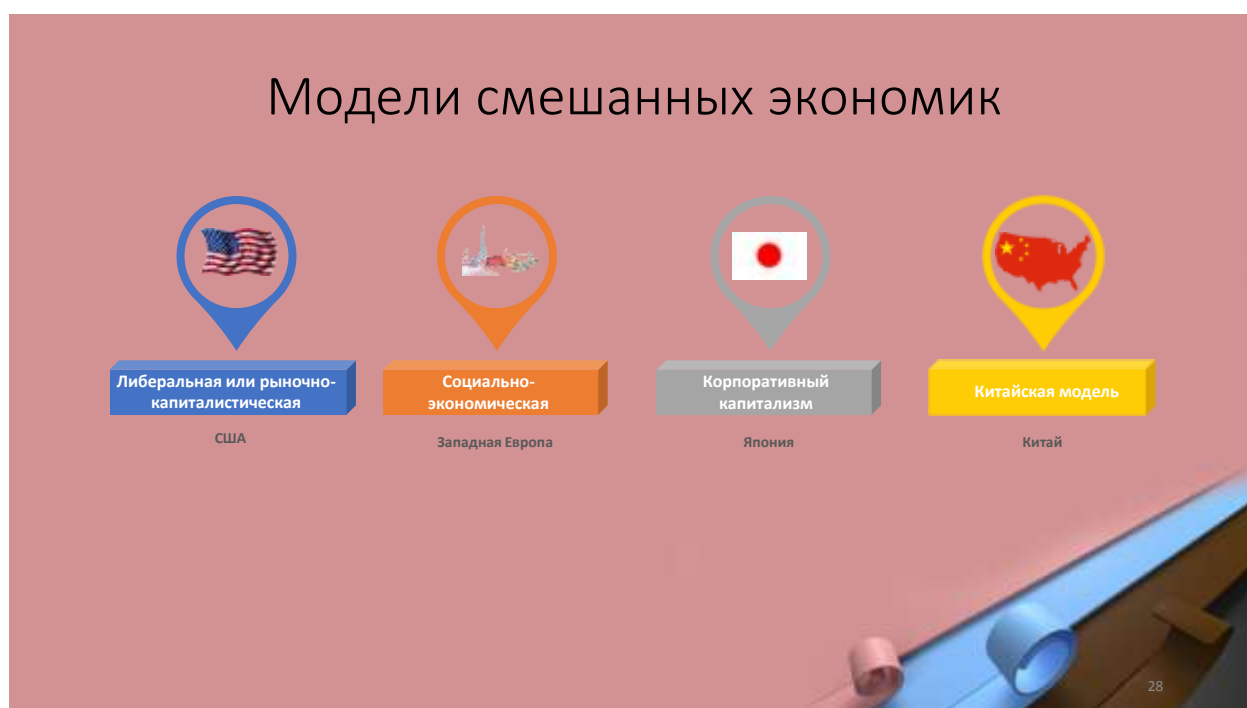 Модели смешанных экономик
Либеральная или рыночно-
капиталистическая
США
Социально-
экономическая
Западная Европа
Корпоративный
капитализм
Япония
Китайская модель
Китай
28